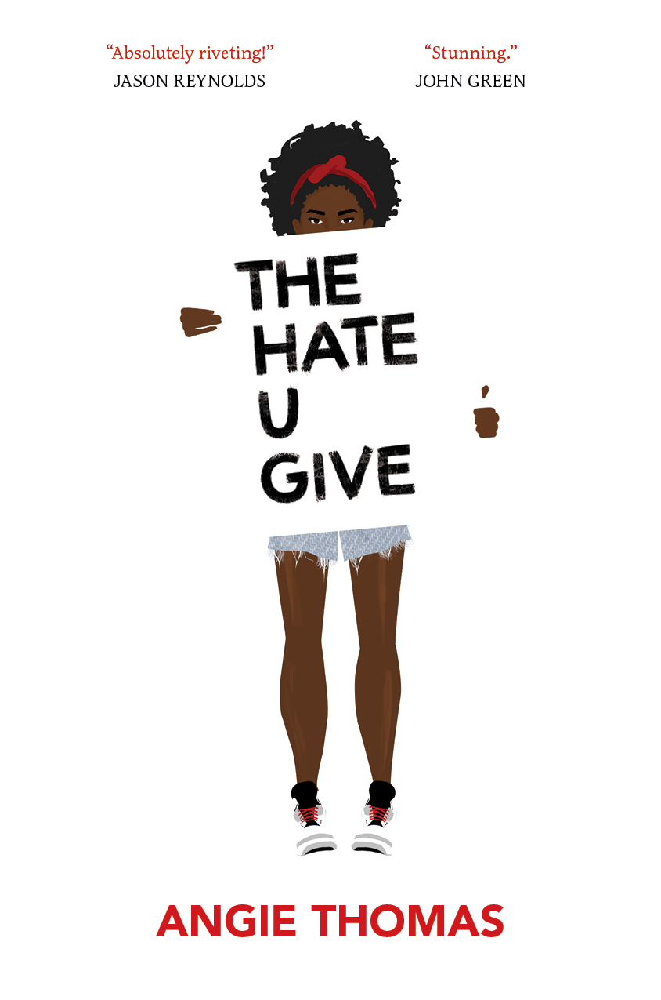 “Absolutely riveting!”
JASON REYNOLDS
“Stunning.”
JOHN GREEN
THE
HATE
U
GIVE
ANGIE THOMAS